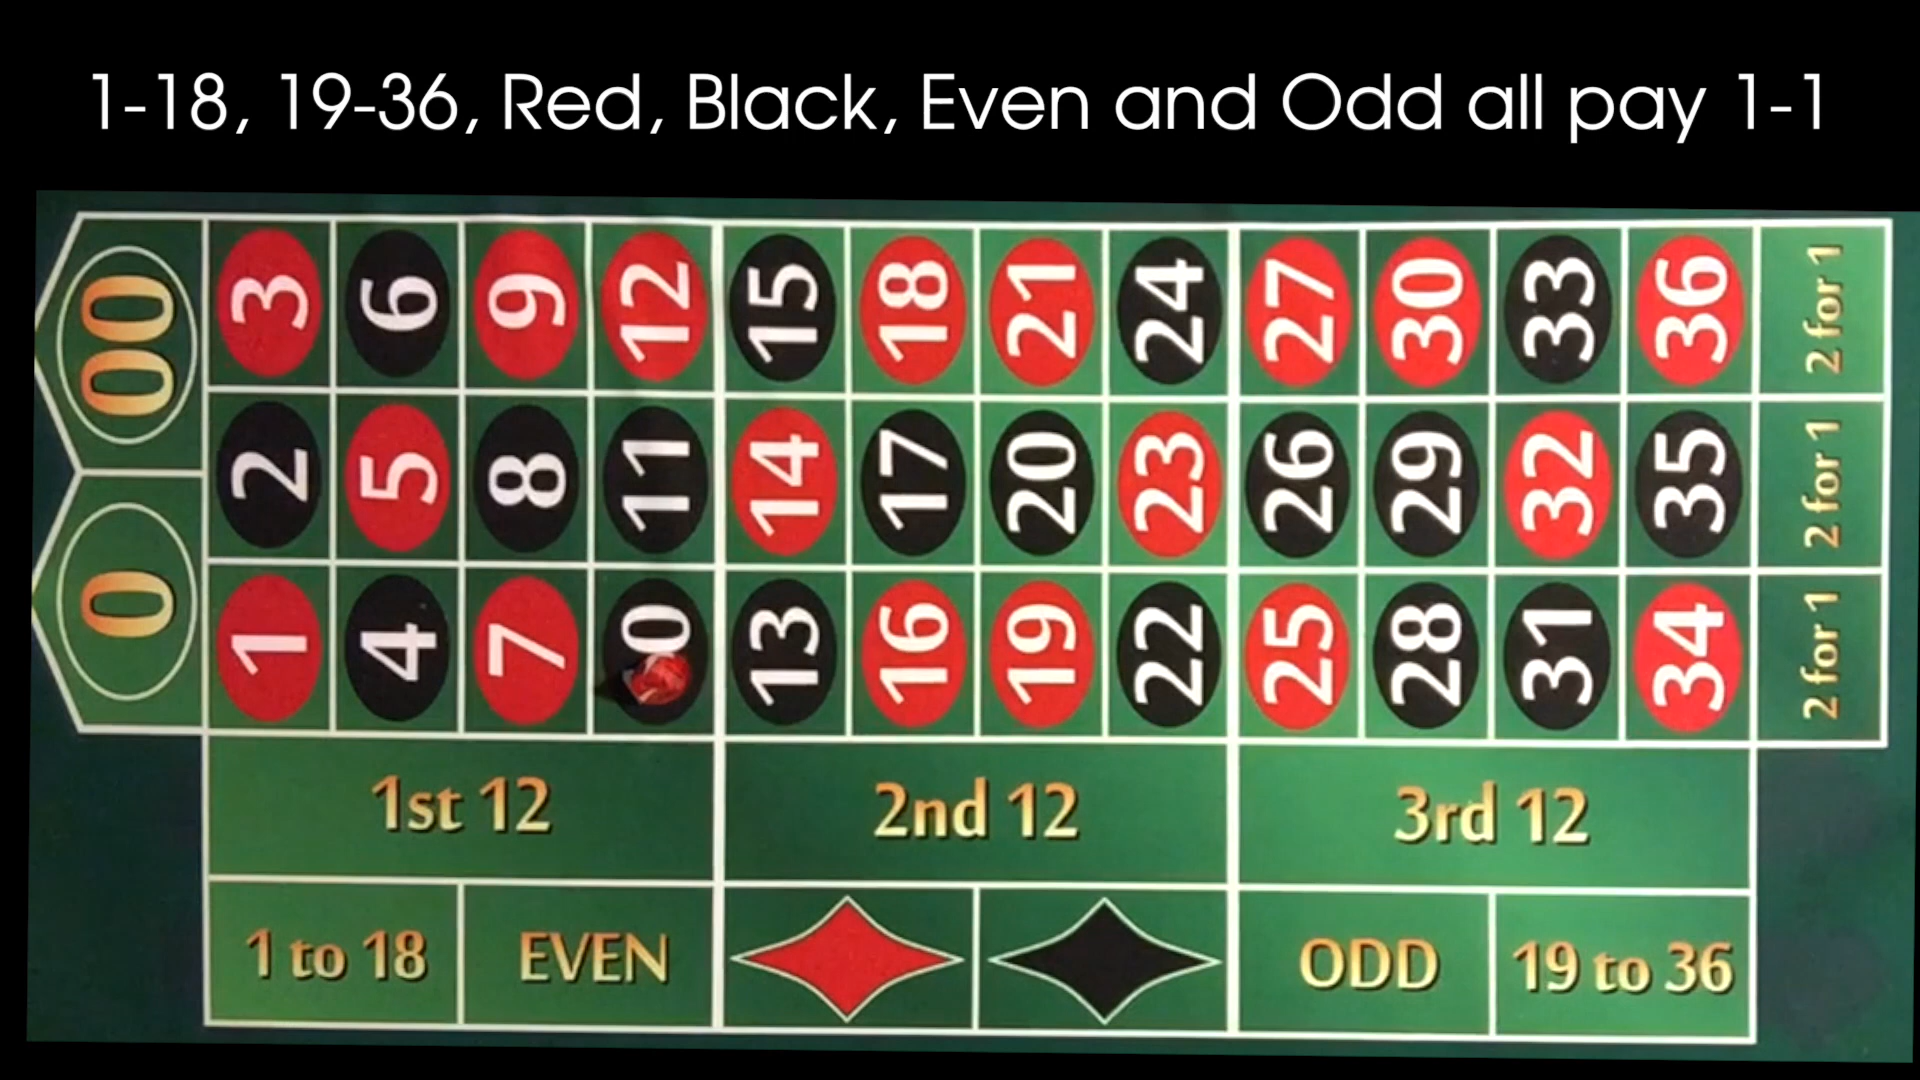 1-18, 19-36, Red, Black, Even and Odd all pay 1-1
00 3 6 9 12 15 18 21 24 27 30 33 36 2 for 1
2 5 8 11 14 17 20 23 26 29 32 35 2 for 1
0 1 4 7 0 13 16 19 22 25 28 31 34 2 for 1
1st 12 2nd 12 3rd 12
1 to 18 EVEN ODD 19 to 36